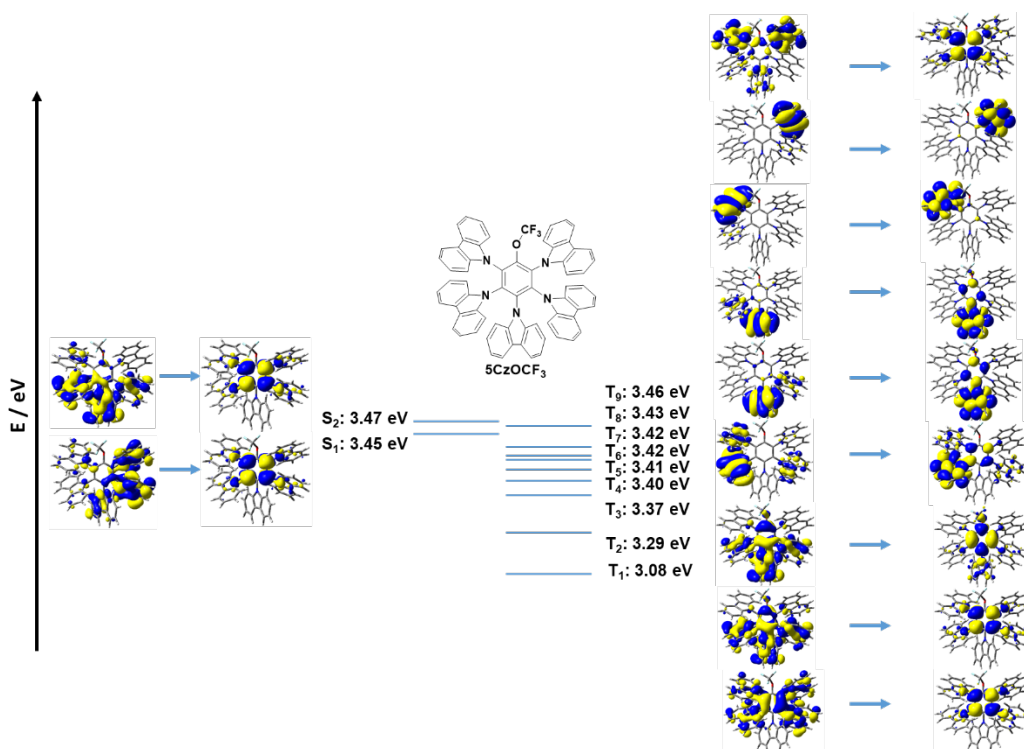 E / eV
CF₃
O
N
N
N
N
N
5CzOCF₃
S₂: 3.47 eV
S₁: 3.45 eV
T₉: 3.46 eV
T₈: 3.43 eV
T₇: 3.42 eV
T₆: 3.42 eV
T₅: 3.41 eV
T₄: 3.40 eV
T₃: 3.37 eV
T₂: 3.29 eV
T₁: 3.08 eV